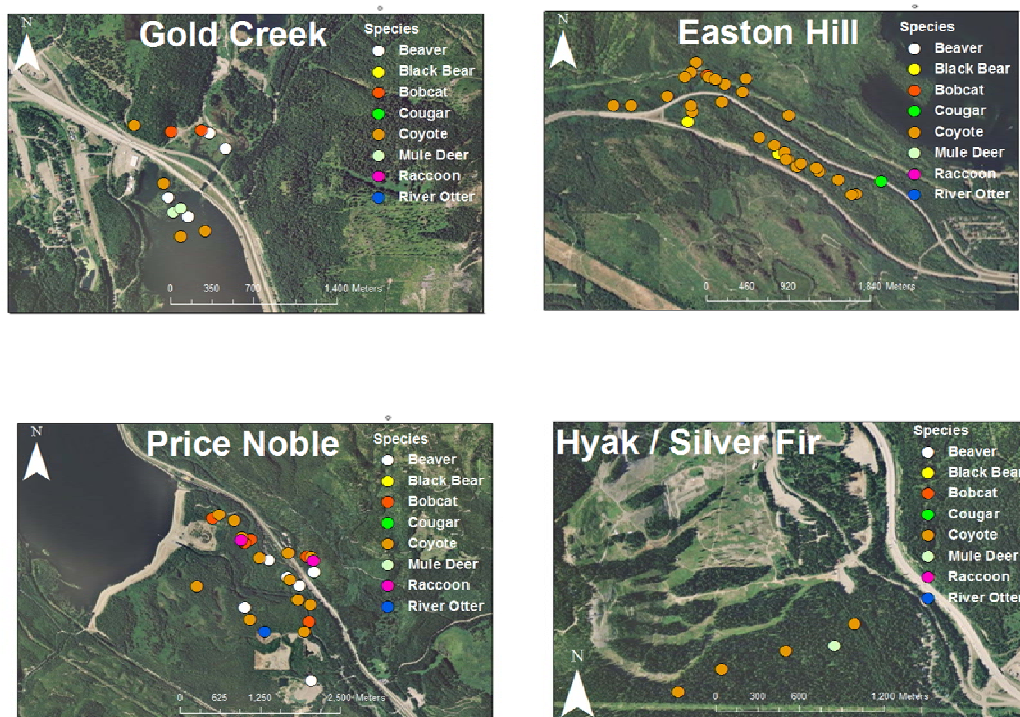 N
Gold Creek
Species
Beaver
Black Bear
Bobcat
Cougar
Coyote
Mule Deer
Raccoon
River Otter
0 350 700 1,400 Meters
N
Easton Hill
Species
Beaver
Black Bear
Bobcat
Cougar
Coyote
Mule Deer
Raccoon
River Otter
0 460 920 1,840 Meters
N
Price Noble
Species
Beaver
Black Bear
Bobcat
Cougar
Coyote
Mule Deer
Raccoon
River Otter
0 625 1,250 2,500 Meters
Hyak / Silver Fir
Species
Beaver
Black Bea
Bobcat
Cougar
Coyote
Mule Deer
Raccoon
River Otter
N
0 300 600 1,200 Meters